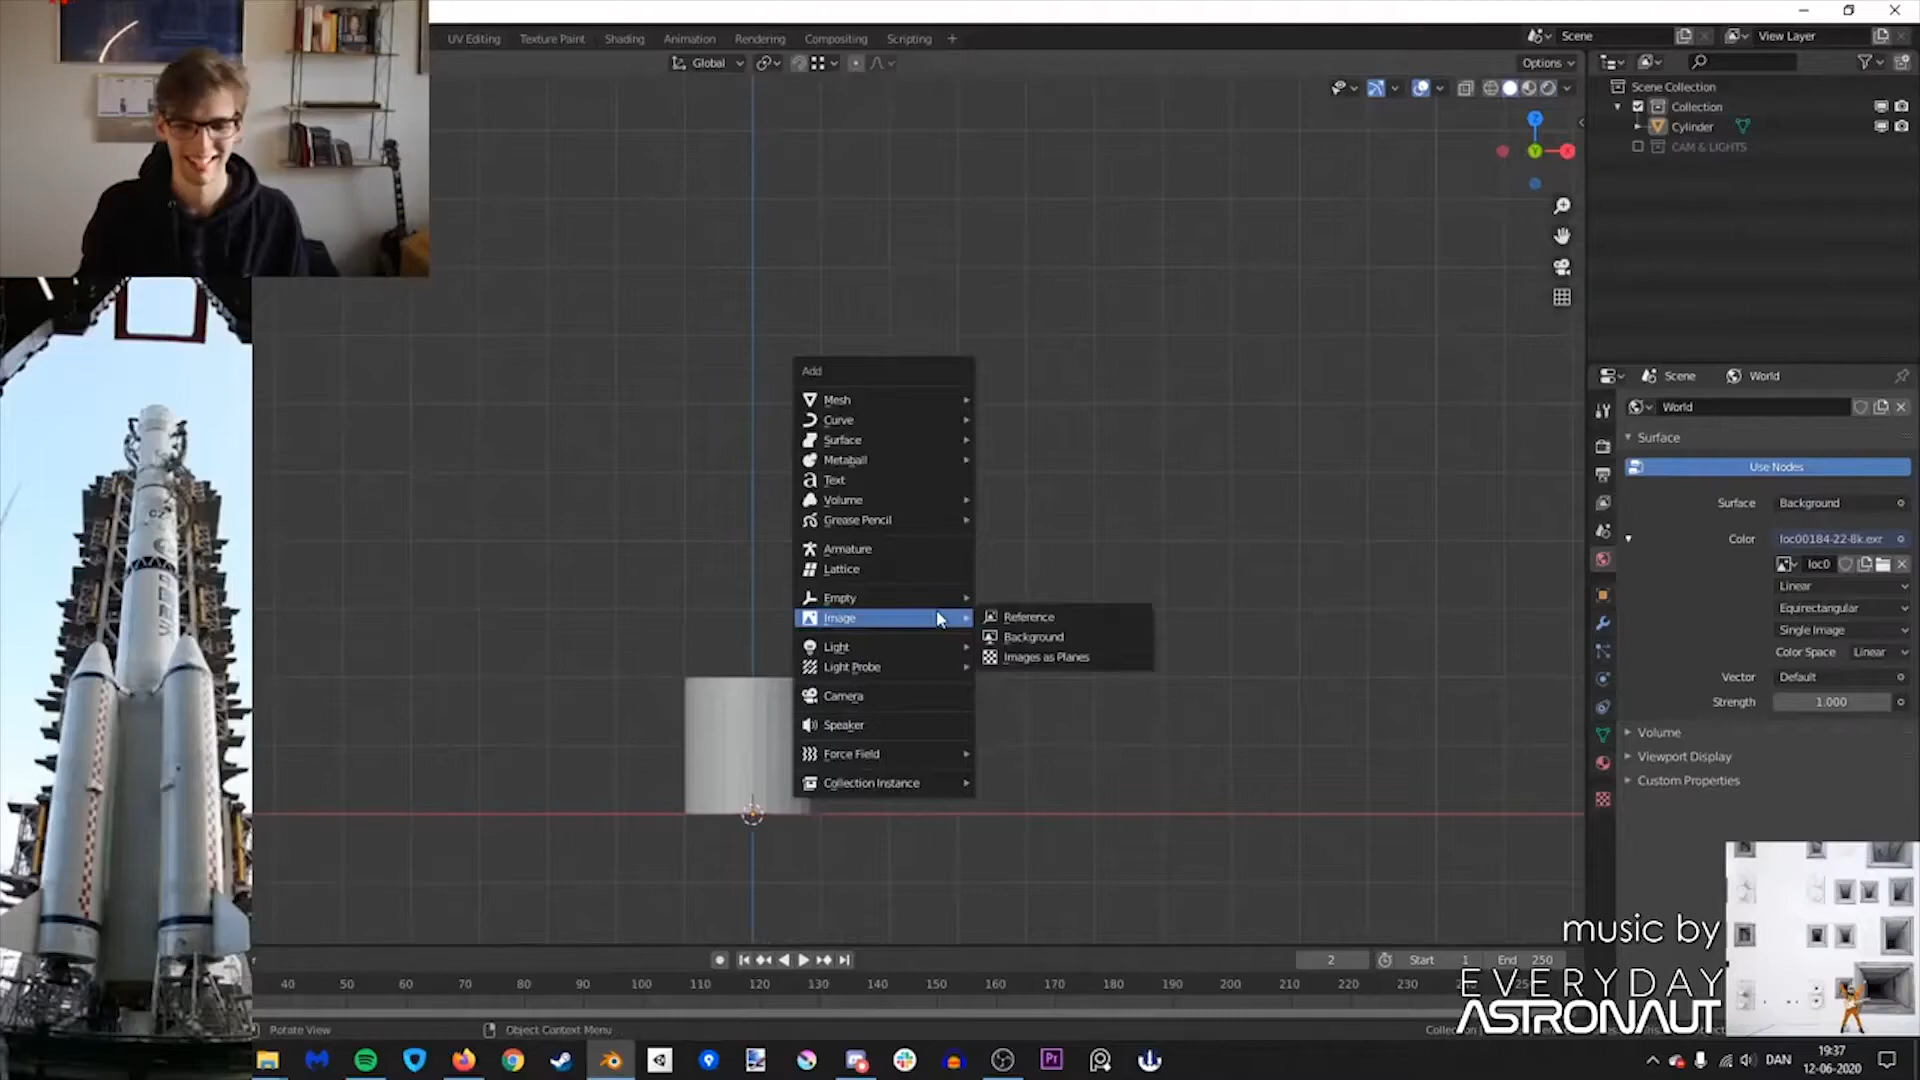 UV Editing Texture Paint Shading Animation Rendering Compositing Scripting +
Scene View Layer
Global Options
Scene Collection
Collection
Cylinder
CAM & LIGHTS
Z
Y
X
Add
Mesh
Curve
Surface
Metaball
Text
Volume
Grease Pencil
Armature
Lattice
Empty
Image
Reference
Background
Images as Planes
Light
Light Probe
Camera
Speaker
Force Field
Collection Instance
Scene World
World
Surface
Use Nodes
Surface Background
Color loc00184-22-8k.exr
loc0
Linear
Equirectangular
Single Image
Color Space Linear
Vector Default
Strength 1.000
Volume
Viewport Display
Custom Properties
CZ
music by
EVERYDAY
ASTRONAUT
2 Start 1 End 250
40 50 60 70 80 90 100 110 120 130 140 150 160 170 180 190 200 210 220 230
Rotate View Object Context Menu
Pr
DAN
19:37
12-06-2020